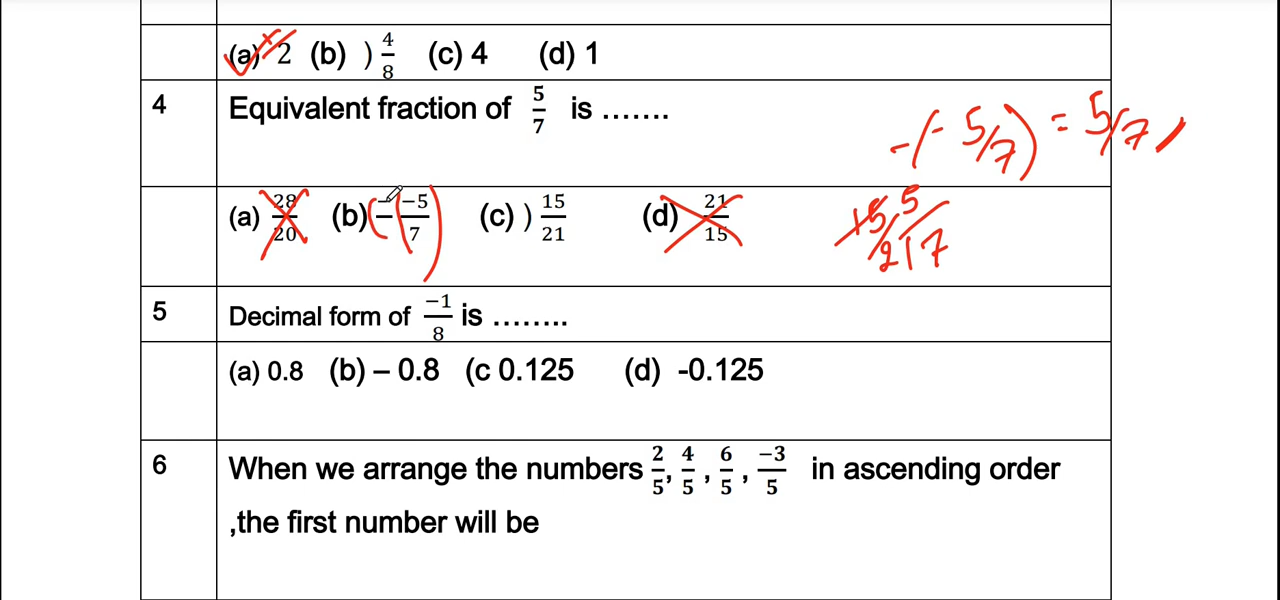 (a) 2 (b) ) 4/8 (c) 4 (d) 1
4 Equivalent fraction of 5/7 is .......
-(-5/7) = 5/7
(a) 28/20 (b) −(−5/7) (c) ) 15/21 (d) 21/15
5
217
5 Decimal form of −1/8 is ........
(a) 0.8 (b) – 0.8 (c 0.125 (d) -0.125
6 When we arrange the numbers 2/5, 4/5, 6/5, −3/5 in ascending order
,the first number will be